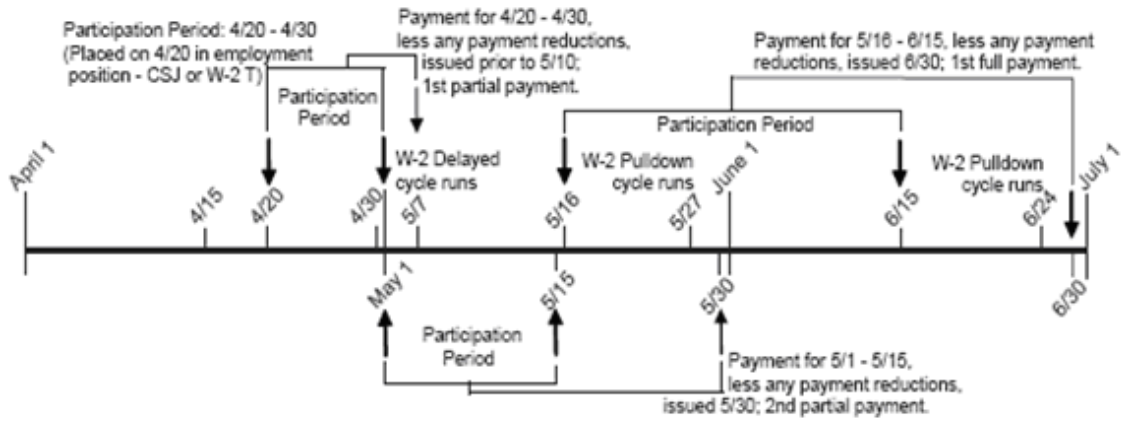 Participation Period: 4/20 - 4/30
(Placed on 4/20 in employment
position - CSJ or W-2 T)
Payment for 4/20 - 4/30,
less any payment reductions,
issued prior to 5/10;
1st partial payment.
Payment for 5/16 - 6/15, less any payment
reductions, issued 6/30; 1st full payment.
Participation
Period
Participation Period
W-2 Delayed
cycle runs
W-2 Pulldown
cycle runs
W-2 Pulldown
cycle runs
April 1
4/15
4/20
4/30
5/7
5/16
5/27
June 1
6/15
6/24
July 1
May 1
5/15
5/30
6/30
Participation
Period
Payment for 5/1 - 5/15,
less any payment reductions,
issued 5/30; 2nd partial payment.